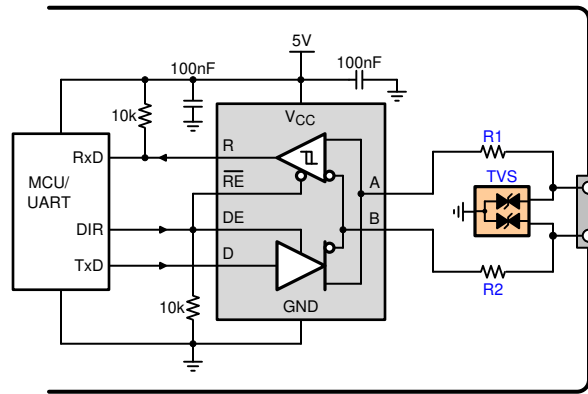 5V
100nF
100nF
10k
VCC
R1
RxD
R
TVS
MCU/
UART
RE
A
DIR
DE
B
TxD
D
10k
GND
R2